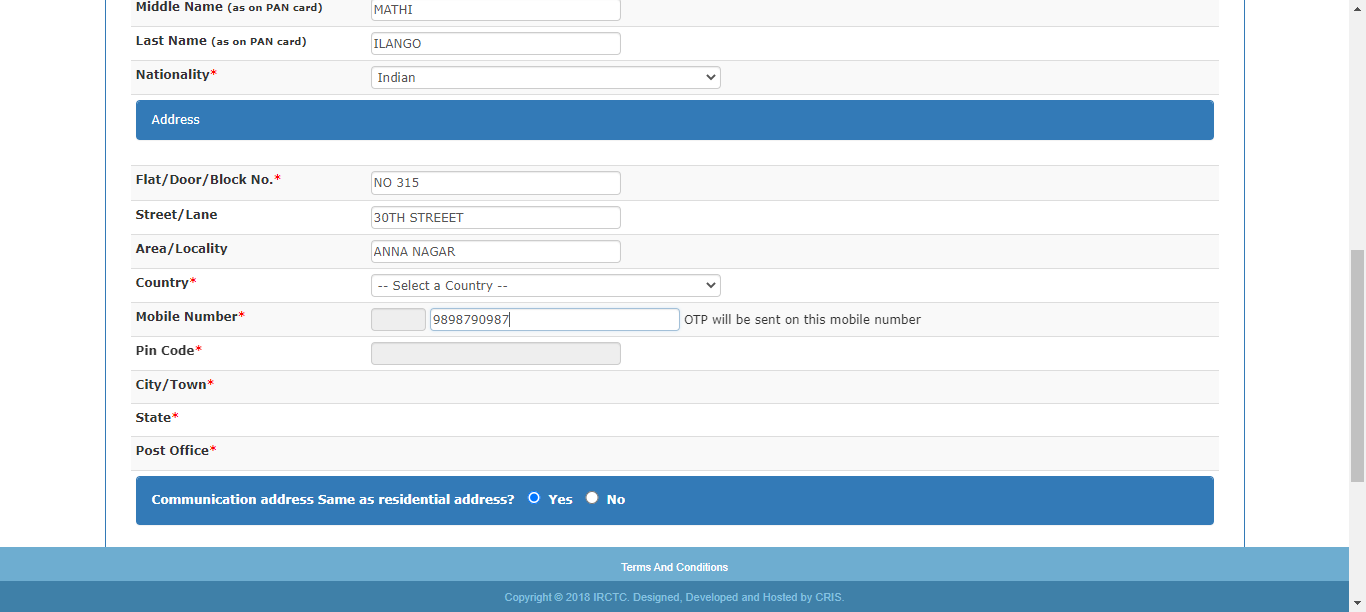 Middle Name (as on PAN card) MATHI
Last Name (as on PAN card) ILANGO
Nationality* Indian
Address
Flat/Door/Block No.* NO 315
Street/Lane 30TH STREEET
Area/Locality ANNA NAGAR
Country* -- Select a Country --
Mobile Number* 9898790987 OTP will be sent on this mobile number
Pin Code*
City/Town*
State*
Post Office*
Communication address Same as residential address? Yes No
Terms And Conditions
Copyright © 2018 IRCTC. Designed, Developed and Hosted by CRIS.